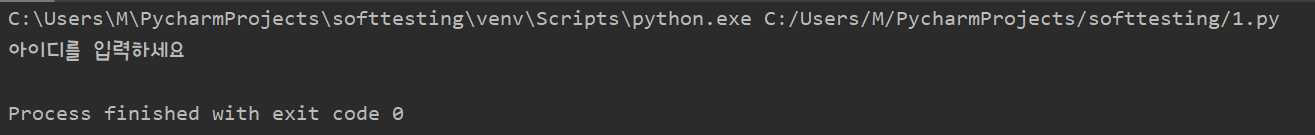 C:\Users\M\PycharmProjects\softtesting\venv\Scripts\python.exe C:/Users/M/PycharmProjects/softtesting/1.py
아이디를 입력하세요
Process finished with exit code 0